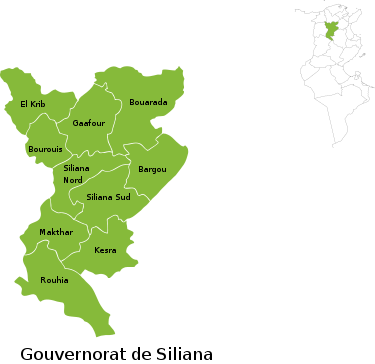 El Krib
Bouarada
Gaafour
Bourouis
Siliana
Nord
Bargou
Siliana Sud
Makthar
Kesra
Rouhia
Gouvernorat de Siliana